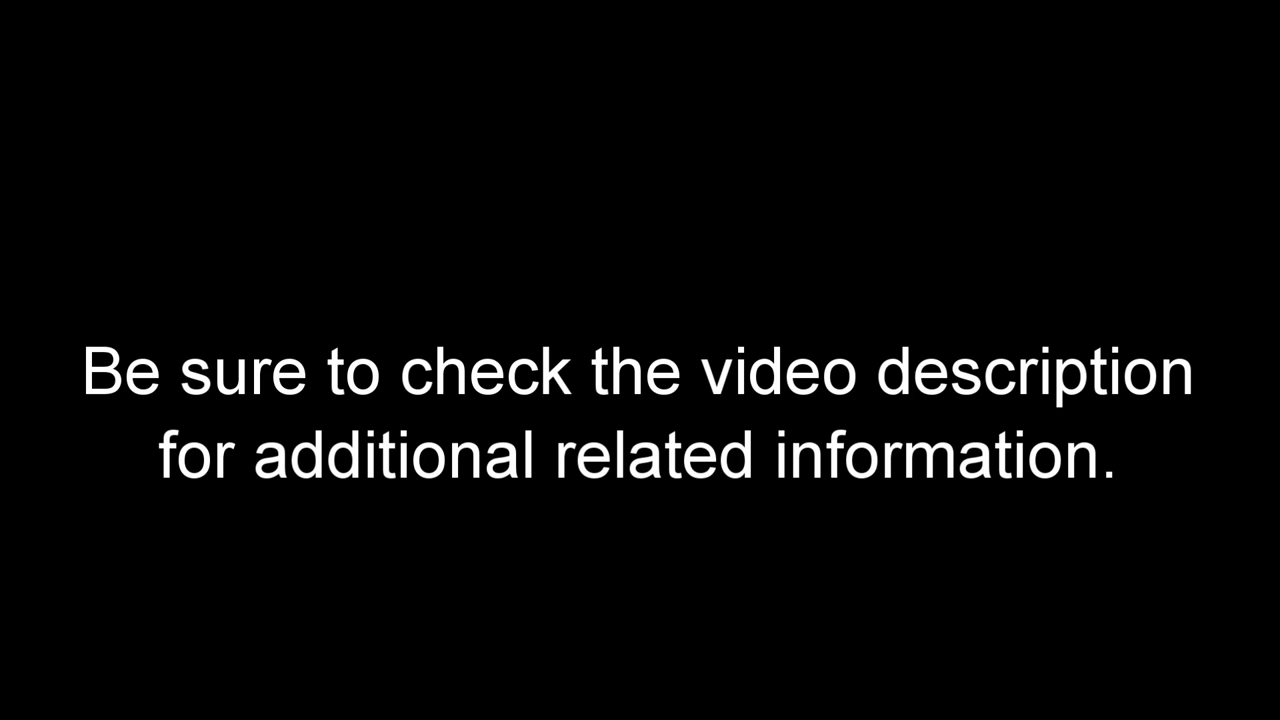 Be sure to check the video description
for additional related information.